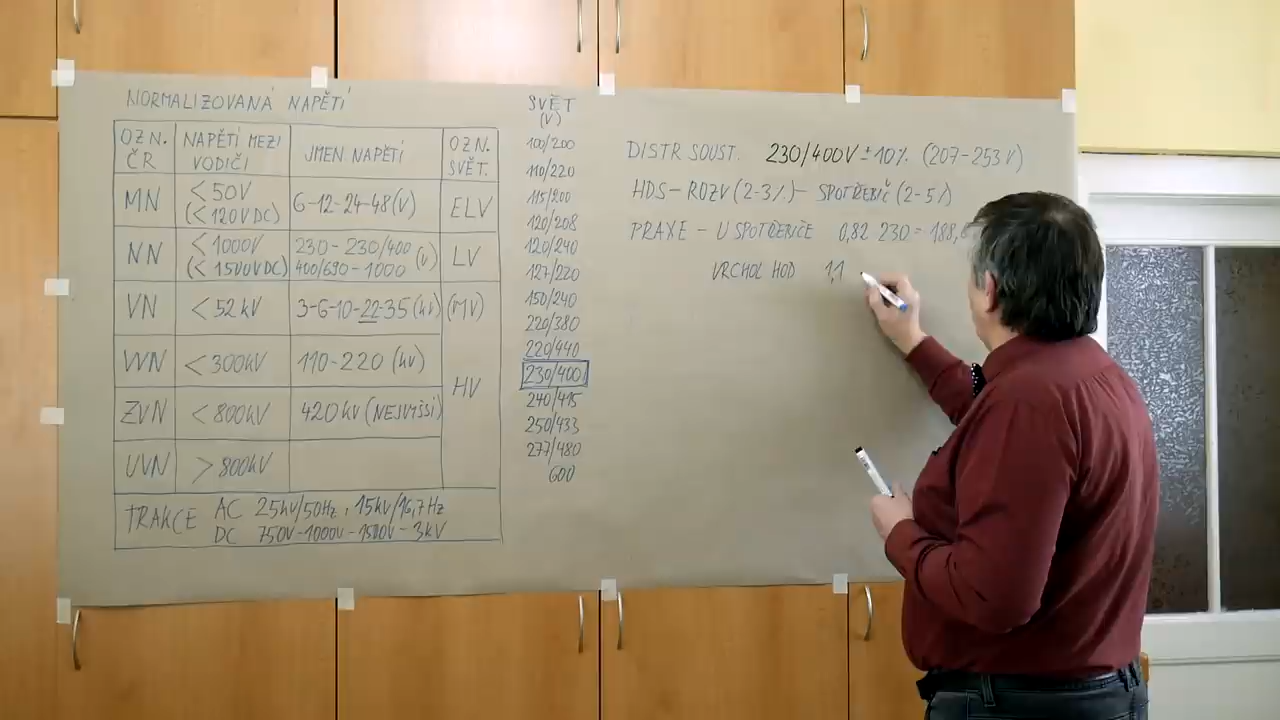 NORMALIZOVANÁ NAPĚTÍ
OZN. ČR
NAPĚTÍ MEZI VODIČI
JMEN NAPĚTÍ
OZN. SVĚT.
MN
< 50V (< 120V DC)
6-12-24-48 (V)
ELV
NN
< 1000V (< 1500V DC)
230 - 230/400 400/690 - 1000 (V)
LV
VN
< 52 kV
3-6-10-22-35 (kV)
(MV)
VVN
< 300kV
110-220 (kV)
HV
ZVN
< 800kV
420 kV (NEJVYŠŠÍ)
UVN
> 800kV
TRAKCE AC 25kV/50Hz, 15kV/16,7Hz
DC 750V-1000V-1500V-3kV
SVĚT
(V)
100/200
110/220
115/200
120/208
120/240
127/220
150/240
220/380
220/440
230/400
240/415
250/433
277/480
600
DISTR SOUST. 230/400V ± 10% (207-253V)
HDS - ROZV (2-3%) - SPOTŘEBIČ (2-5%)
PRAXE - U SPOTŘEBIČE 0,82 230 = 188,6
VRCHOL HOD 1,1